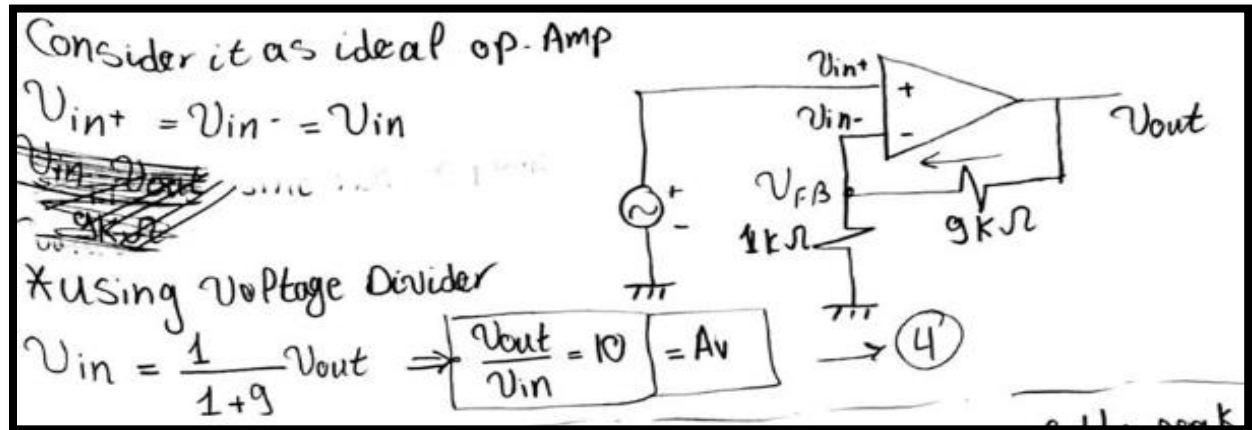 Consider it as ideal op-Amp
Vin+ = Vin- = Vin
*using Voltage Divider
Vin = 1/1+9 Vout ⇒ Vout/Vin = 10 = Av → 4
Vin+
+
Vin-
-
Vout
VFB
+
-
1kΩ
9kΩ